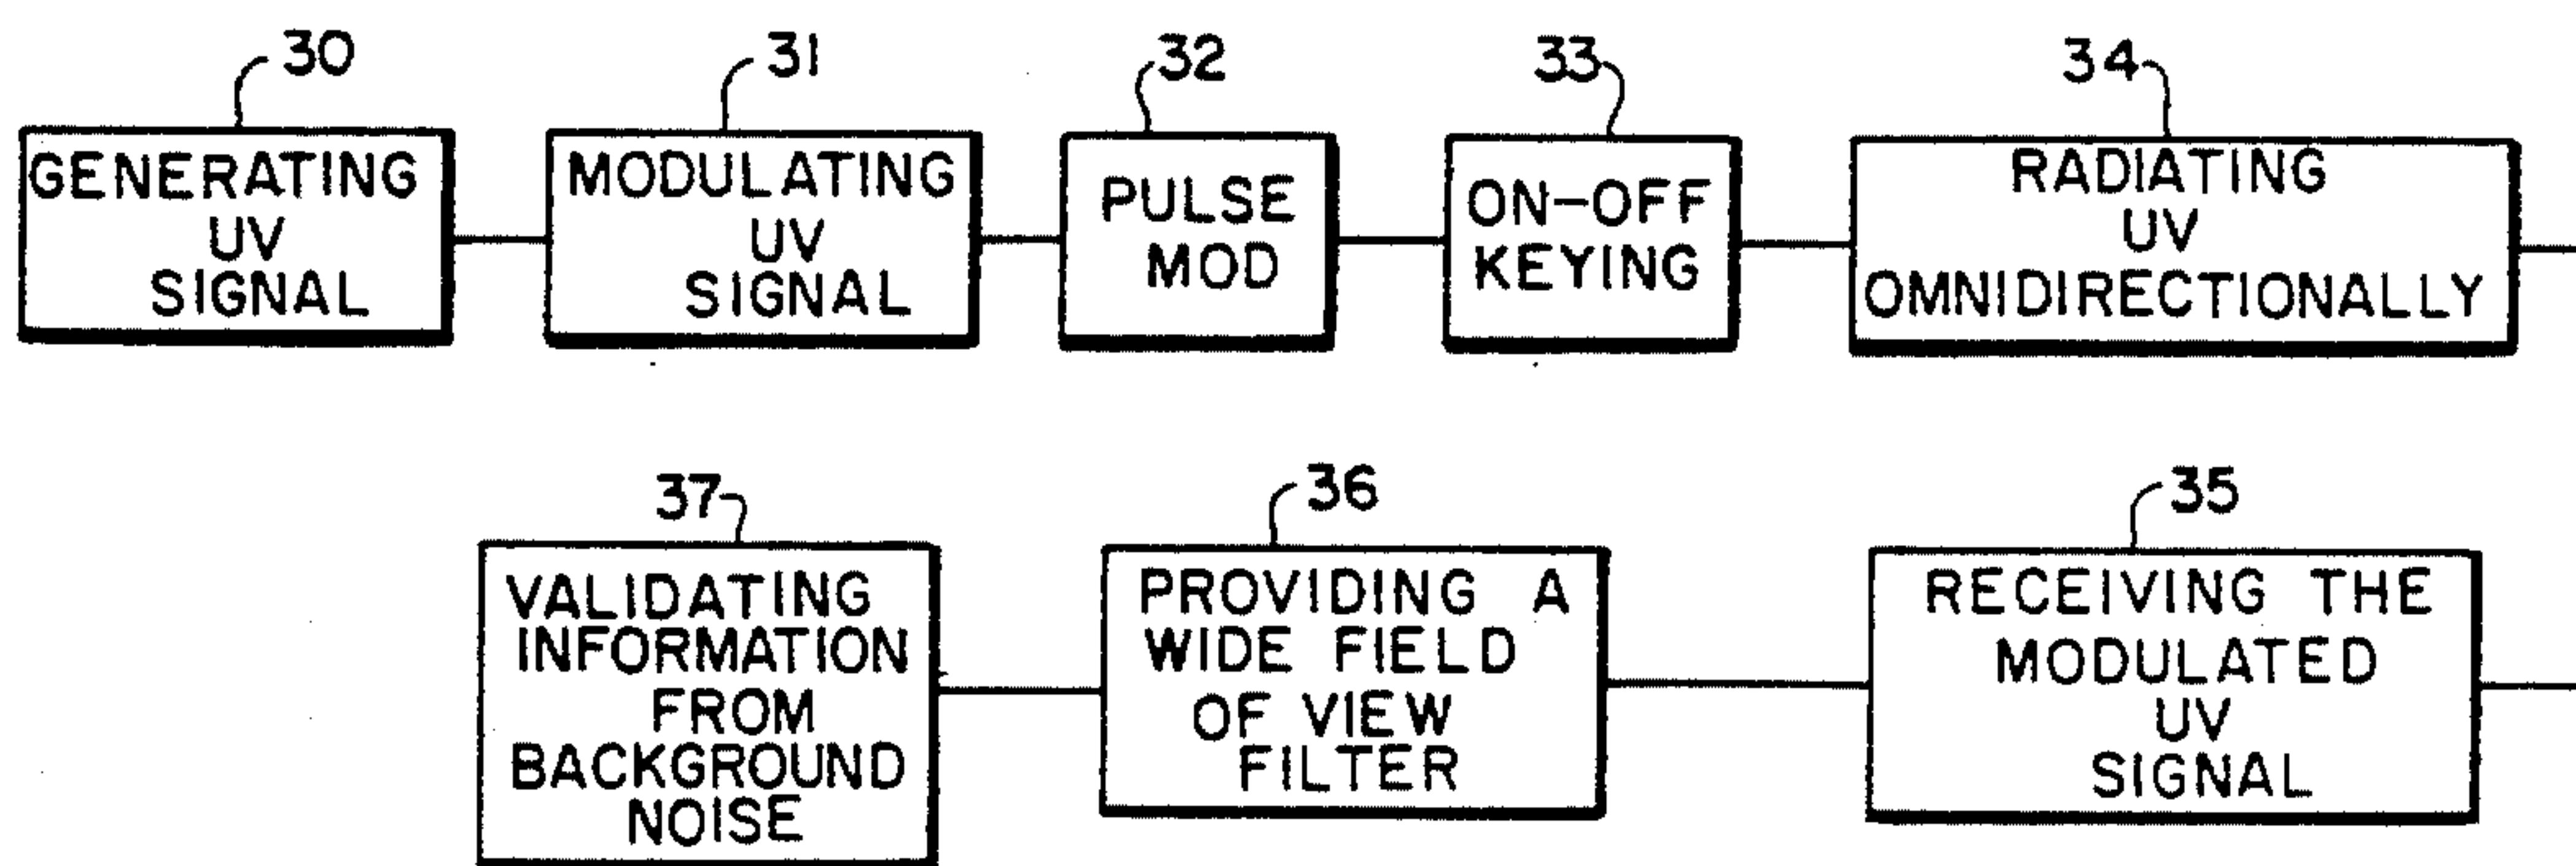 30
31
32
33
34
GENERATING
UV
SIGNAL
MODULATING
UV
SIGNAL
PULSE
MOD
ON-OFF
KEYING
RADIATING
UV
OMNIDIRECTIONALLY
37
36
35
VALIDATING
INFORMATION
FROM
BACKGROUND
NOISE
PROVIDING A
WIDE FIELD
OF VIEW
FILTER
RECEIVING THE
MODULATED
UV
SIGNAL